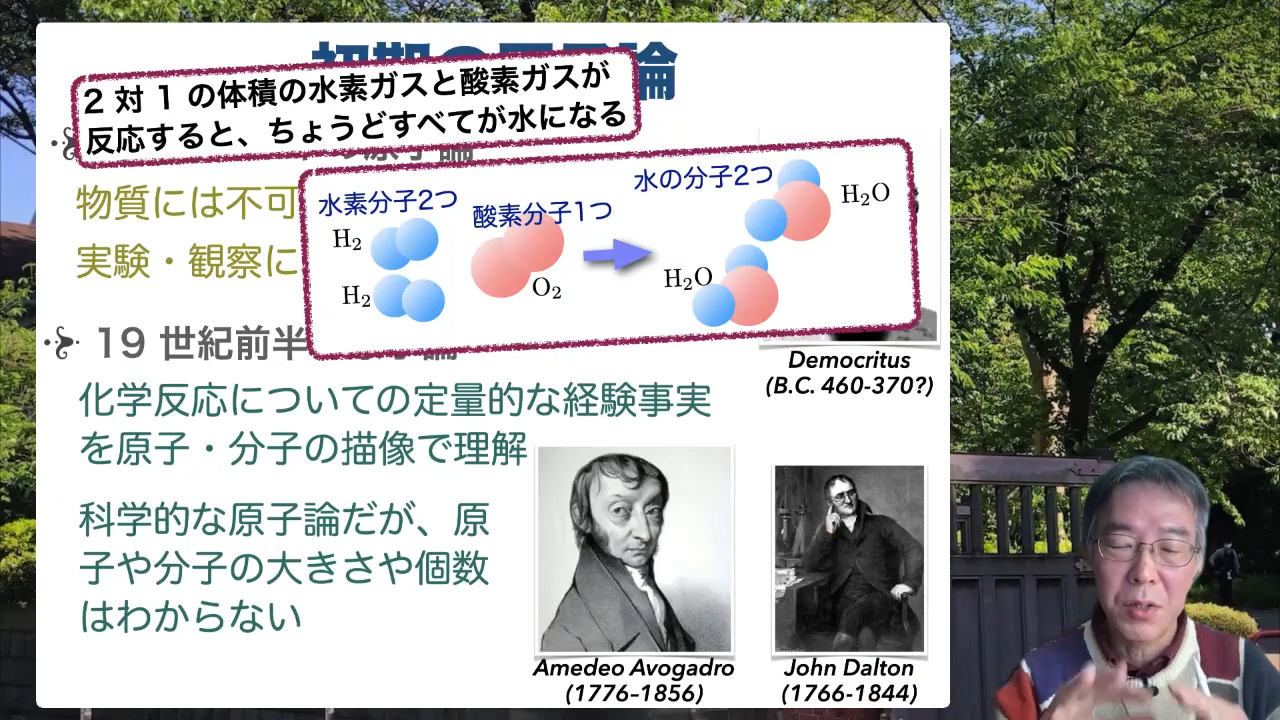 2 対 1 の体積の水素ガスと酸素ガスが
反応すると、ちょうどすべてが水になる
物質には不可
実験・観察に
水素分子2つ
H₂
H₂
酸素分子1つ
O₂
水の分子2つ
H₂O
H₂O
19 世紀前半
Democritus
(B.C. 460-370?)
化学反応についての定量的な経験事実
を原子・分子の描像で理解
科学的な原子論だが、原
子や分子の大きさや個数
はわからない
Amedeo Avogadro
(1776–1856)
John Dalton
(1766-1844)